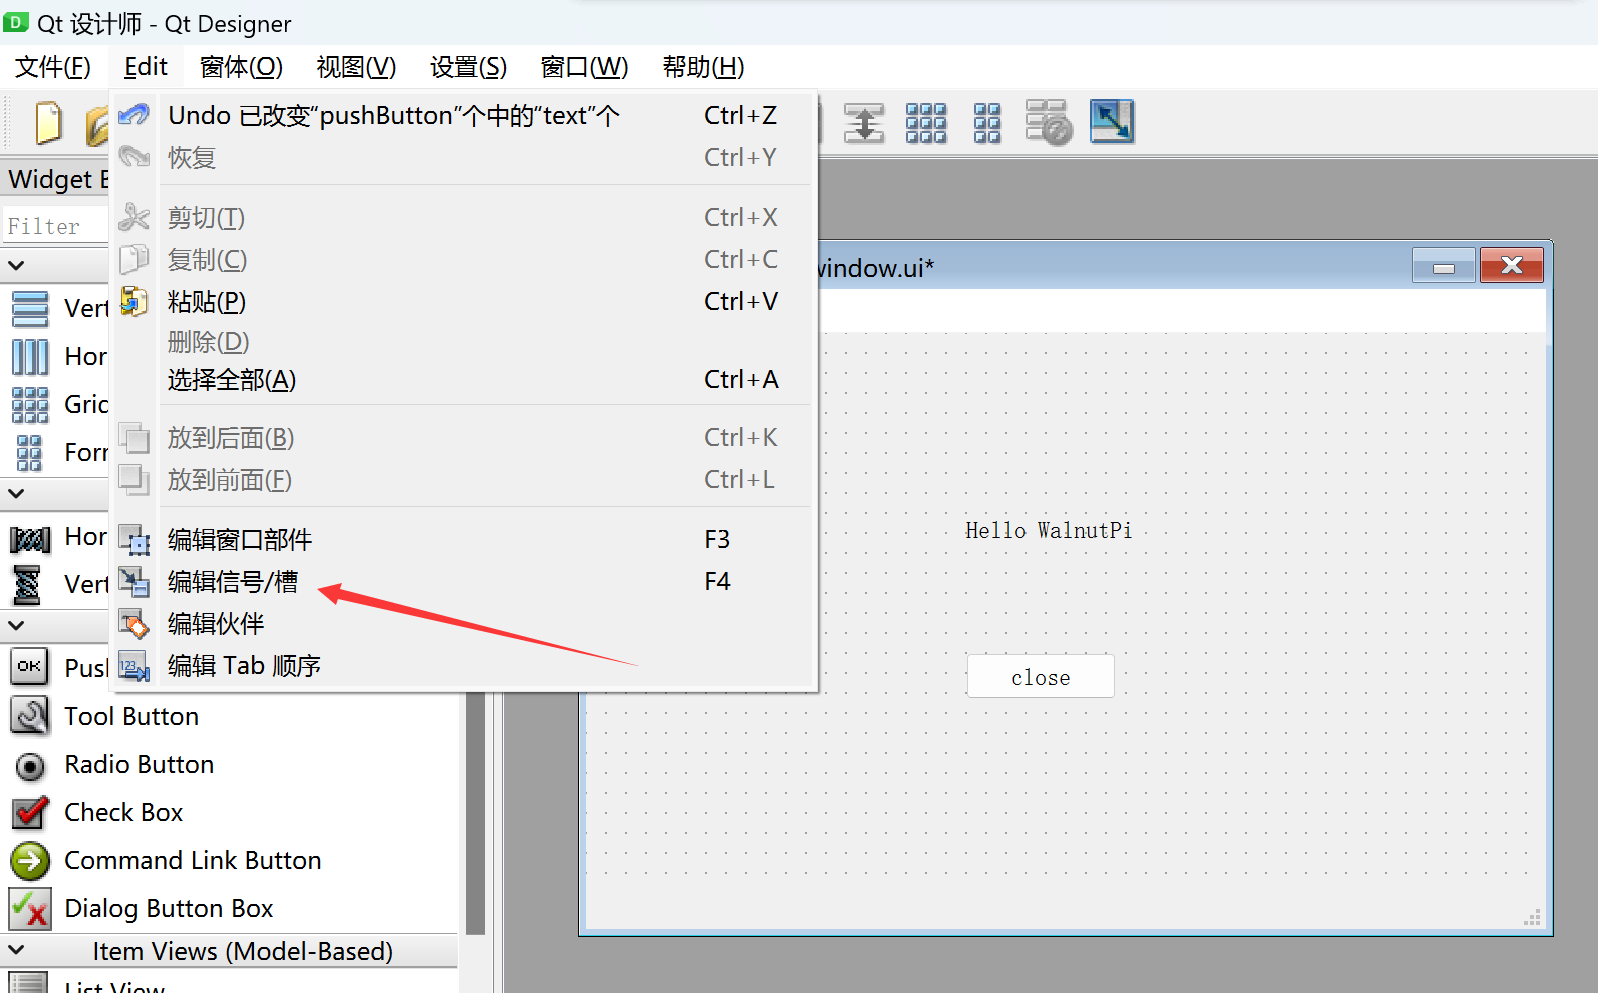 Qt 设计师 - Qt Designer
文件(F) Edit 窗体(O) 视图(V) 设置(S) 窗口(W) 帮助(H)
Undo 已改变“pushButton”个中的“text”个 Ctrl+Z
恢复 Ctrl+Y
Widget
剪切(T) Ctrl+X
Filter
复制(C) Ctrl+C
window.ui*
粘贴(P) Ctrl+V
Vert
删除(D)
Hor
选择全部(A) Ctrl+A
Grid
放到后面(B) Ctrl+K
Forr
放到前面(F) Ctrl+L
Hello WalnutPi
Hor
编辑窗口部件 F3
Vert
编辑信号/槽 F4
编辑伙伴
OK
Pusl
123
编辑 Tab 顺序
close
Tool Button
Radio Button
Check Box
Command Link Button
Dialog Button Box
Item Views (Model-Based)
List View